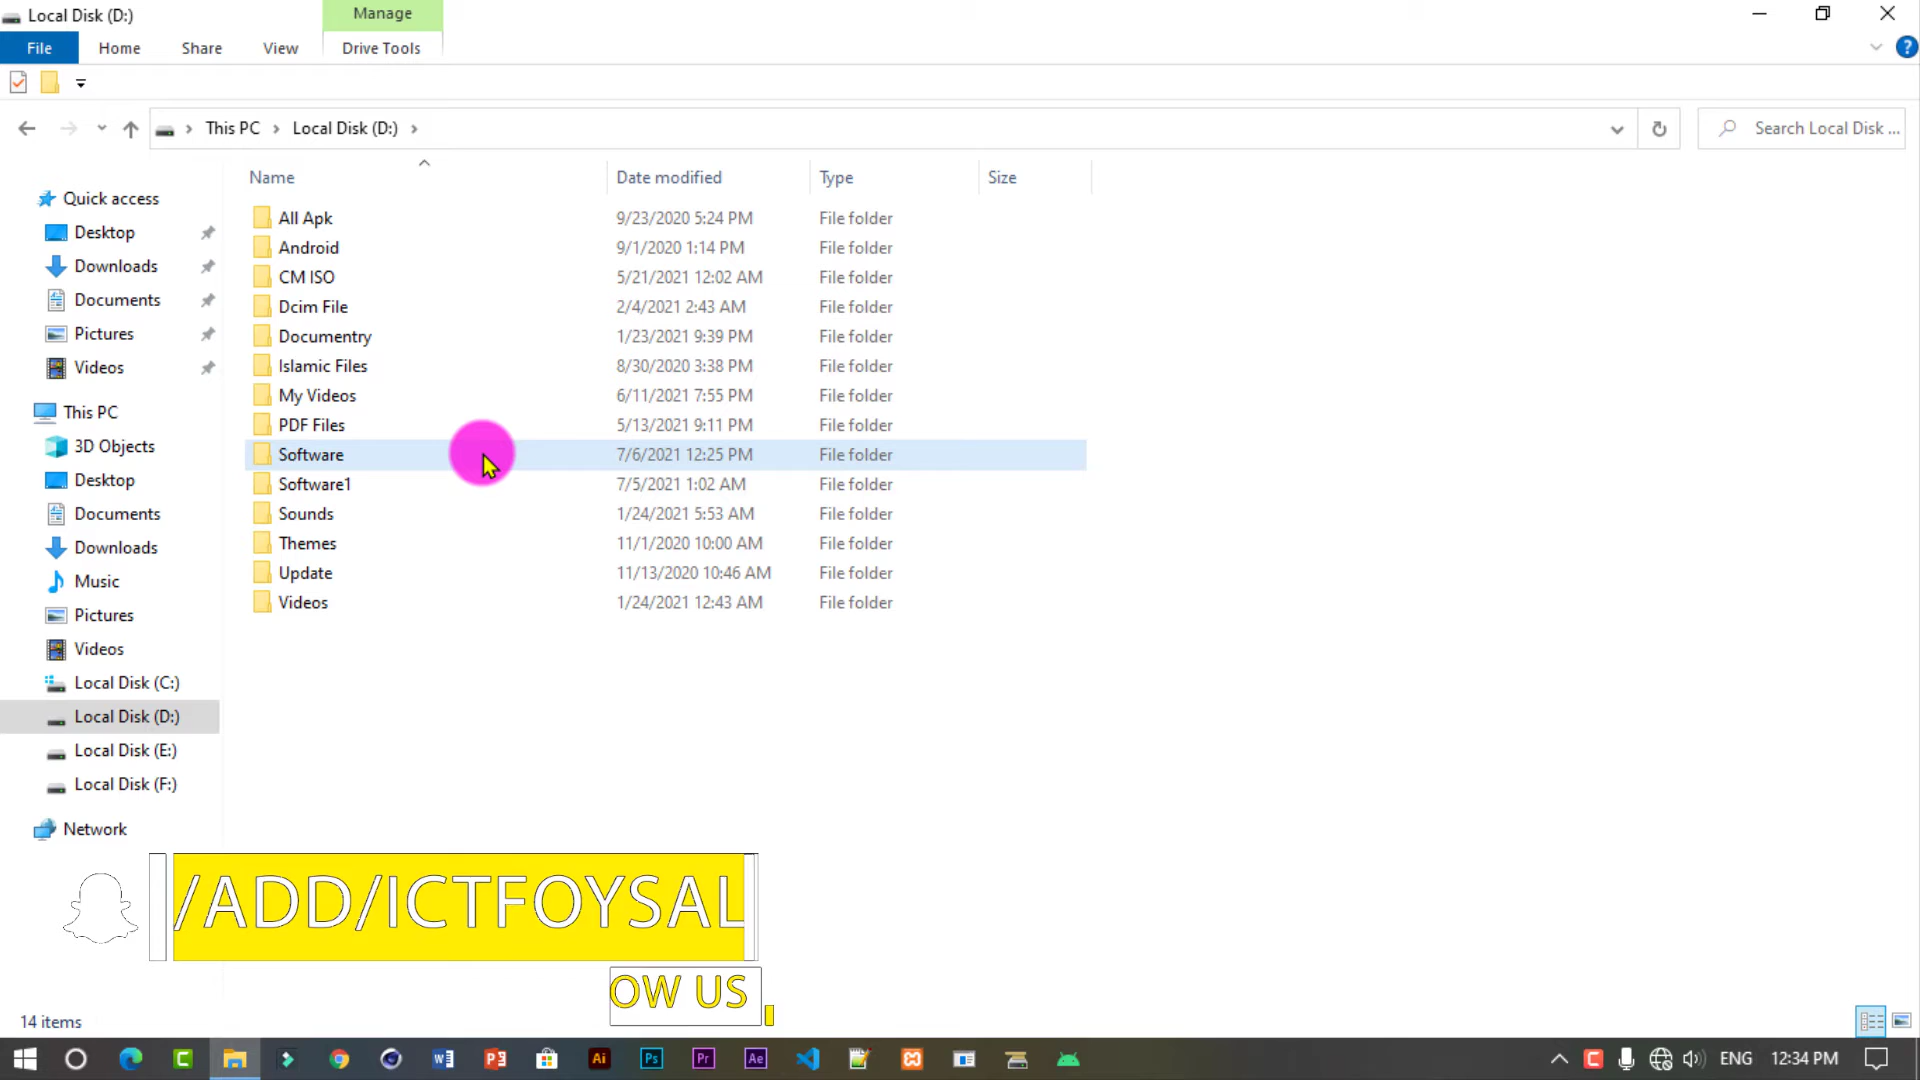 Local Disk (D:)
Manage
File
Home
Share
View
Drive Tools
This PC
Local Disk (D:)
Search Local Disk ...
Name
Date modified
Type
Size
Quick access
Desktop
Downloads
Documents
Pictures
Videos
This PC
3D Objects
Desktop
Documents
Downloads
Music
Pictures
Videos
Local Disk (C:)
Local Disk (D:)
Local Disk (E:)
Local Disk (F:)
Network
All Apk 9/23/2020 5:24 PM File folder
Android 9/1/2020 1:14 PM File folder
CM ISO 5/21/2021 12:02 AM File folder
Dcim File 2/4/2021 2:43 AM File folder
Documentry 1/23/2021 9:39 PM File folder
Islamic Files 8/30/2020 3:38 PM File folder
My Videos 6/11/2021 7:55 PM File folder
PDF Files 5/13/2021 9:11 PM File folder
Software 7/6/2021 12:25 PM File folder
Software1 7/5/2021 1:02 AM File folder
Sounds 1/24/2021 5:53 AM File folder
Themes 11/1/2020 10:00 AM File folder
Update 11/13/2020 10:46 AM File folder
Videos 1/24/2021 12:43 AM File folder
/ADD/ICTFOYSAL
OW US
14 items
Ai
Ps
Pr
Ae
ENG
12:34 PM